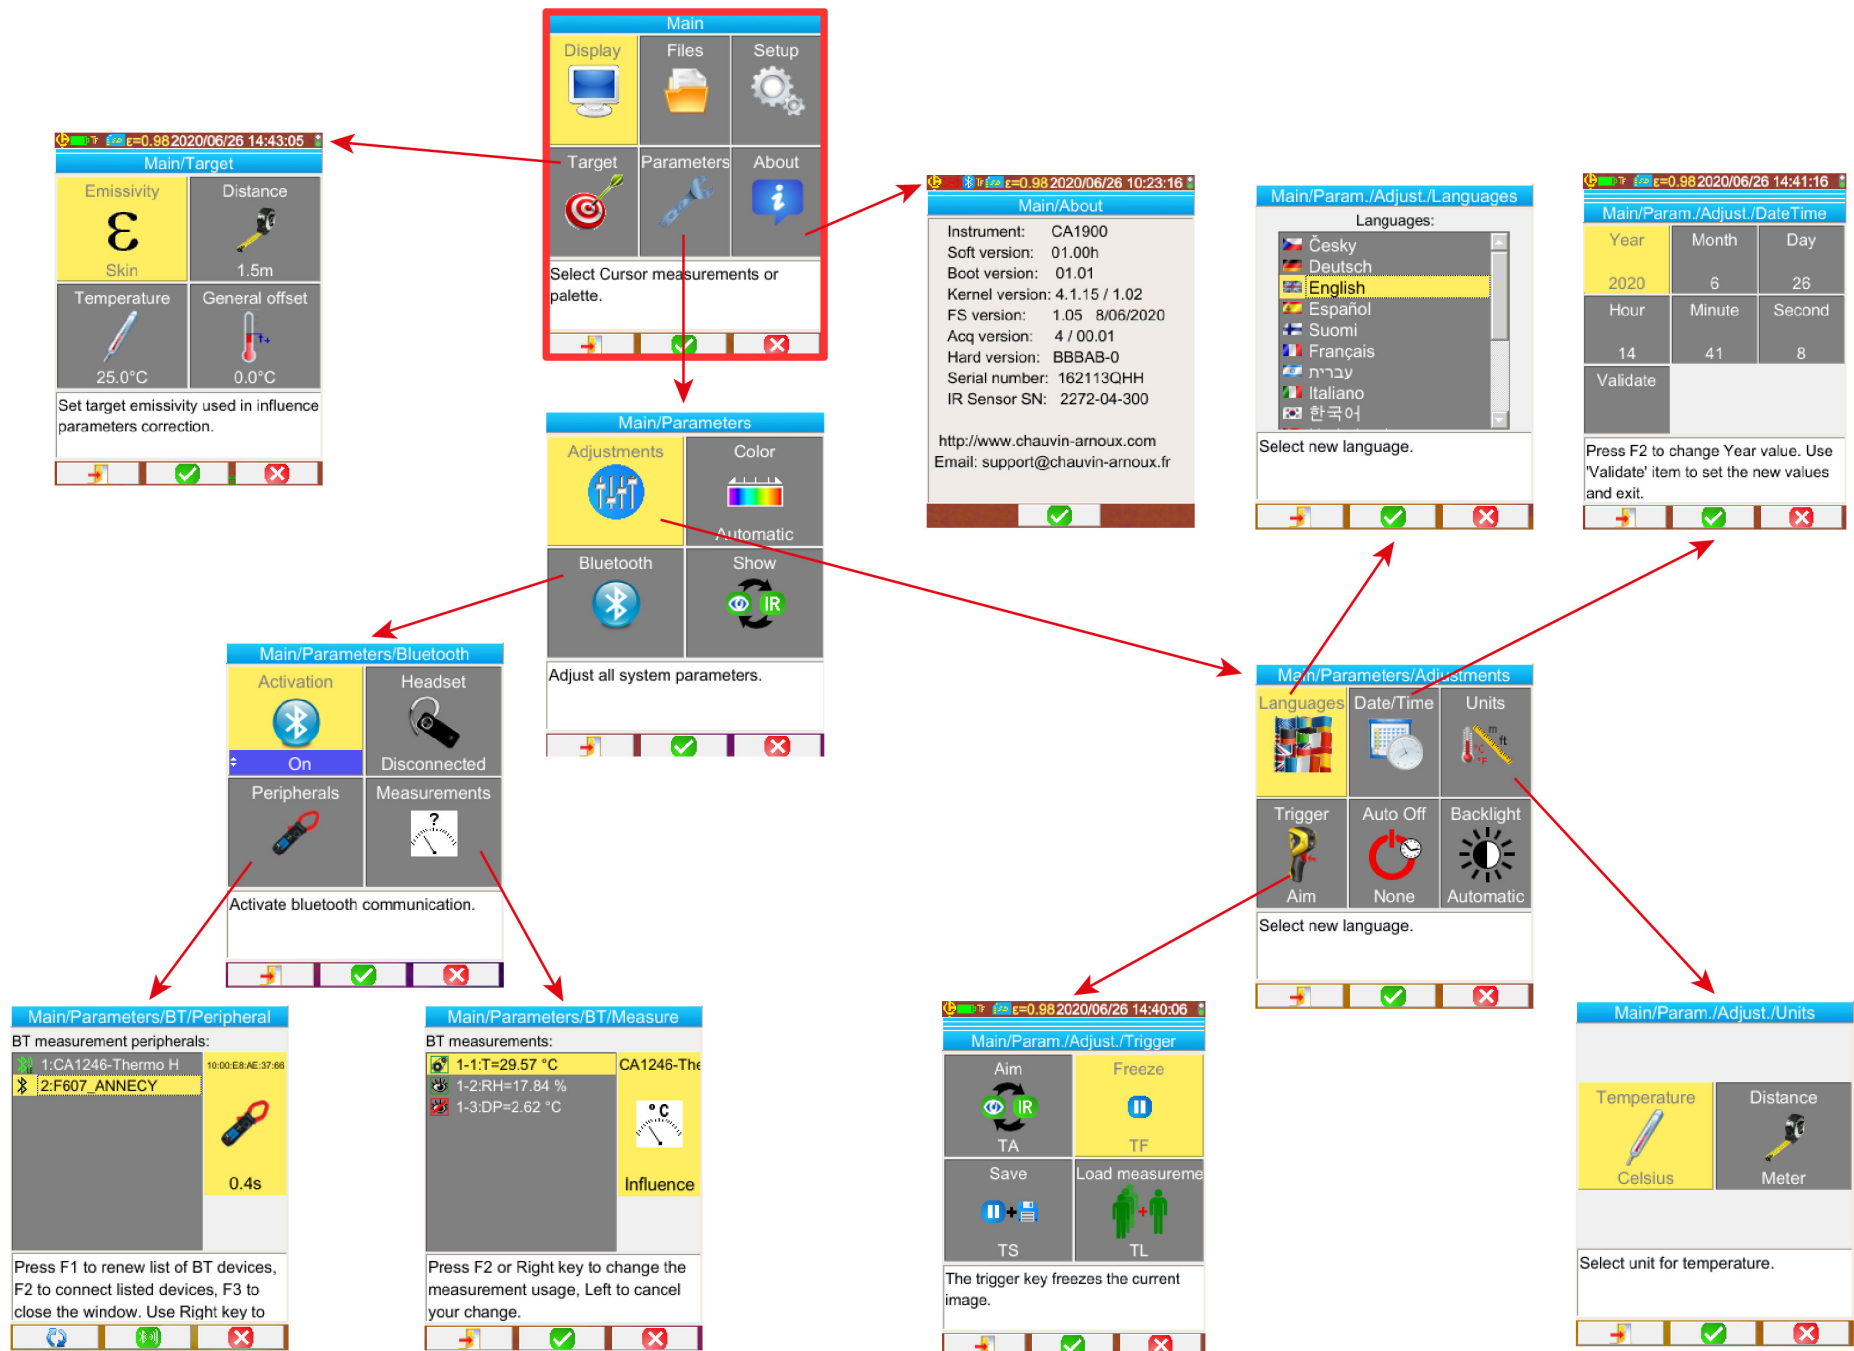 Main
Display Files Setup
Target Parameters About
Select Cursor measurements or
palette.
ε=0.98 2020/06/26 14:43:05
Main/Target
Emissivity Distance
ε
Skin 1.5m
Temperature General offset
25.0°C 0.0°C
Set target emissivity used in influence
parameters correction.
TF ε=0.98 2020/06/26 10:23:16
Main/About
Instrument: CA1900
Soft version: 01.00h
Boot version: 01.01
Kernel version: 4.1.15 / 1.02
FS version: 1.05 8/06/2020
Acq version: 4 / 00.01
Hard version: BBBAB-0
Serial number: 162113QHH
IR Sensor SN: 2272-04-300
http://www.chauvin-arnoux.com
Email: support@chauvin-arnoux.fr
Main/Param./Adjust./Languages
Languages:
Česky
Deutsch
English
Español
Suomi
Français
עברית
Italiano
한국어
Select new language.
TF ε=0.98 2020/06/26 14:41:16
Main/Param./Adjust./DateTime
Year Month Day
2020 6 26
Hour Minute Second
14 41 8
Validate
Press F2 to change Year value. Use
'Validate' item to set the new values
and exit.
Main/Parameters
Adjustments Color
Automatic
Bluetooth Show
IR
Adjust all system parameters.
Main/Parameters/Bluetooth
Activation Headset
On Disconnected
Peripherals Measurements
?
Activate bluetooth communication.
Main/Parameters/Adjustments
Languages Date/Time Units
m
ft
°C
°F
Trigger Auto Off Backlight
Aim None Automatic
Select new language.
Main/Parameters/BT/Peripheral
BT measurement peripherals:
1:CA1246-Thermo H 10:00:E8:AE:37:66
2:F607_ANNECY
0.4s
Press F1 to renew list of BT devices,
F2 to connect listed devices, F3 to
close the window. Use Right key to
Main/Parameters/BT/Measure
BT measurements:
1-1:T=29.57 °C CA1246-The
1-2:RH=17.84 %
1-3:DP=2.62 °C
°C
Influence
Press F2 or Right key to change the
measurement usage, Left to cancel
your change.
TF ε=0.98 2020/06/26 14:40:06
Main/Param./Adjust./Trigger
Aim Freeze
IR
TA TF
Save Load measureme
TS TL
The trigger key freezes the current
image.
Main/Param./Adjust./Units
Temperature Distance
Celsius Meter
Select unit for temperature.